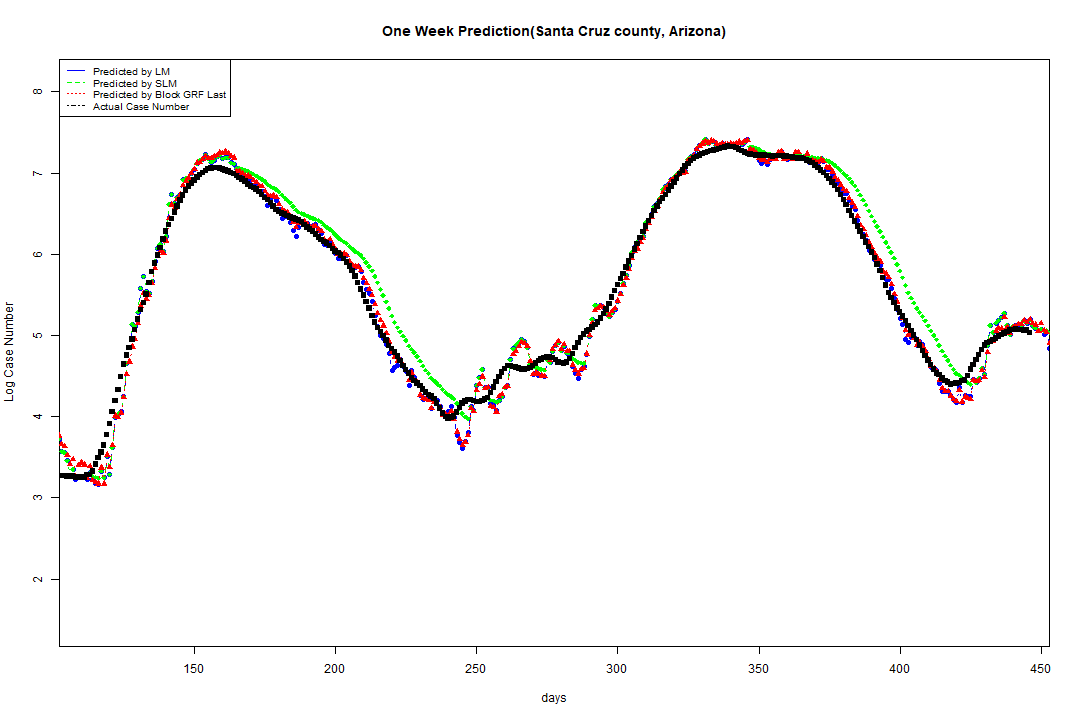 One Week Prediction(Santa Cruz county, Arizona)
Predicted by LM
Predicted by SLM
Predicted by Block GRF Last
Actual Case Number
8
7
6
5
4
3
2
Log Case Number
150 200 250 300 350 400 450
days